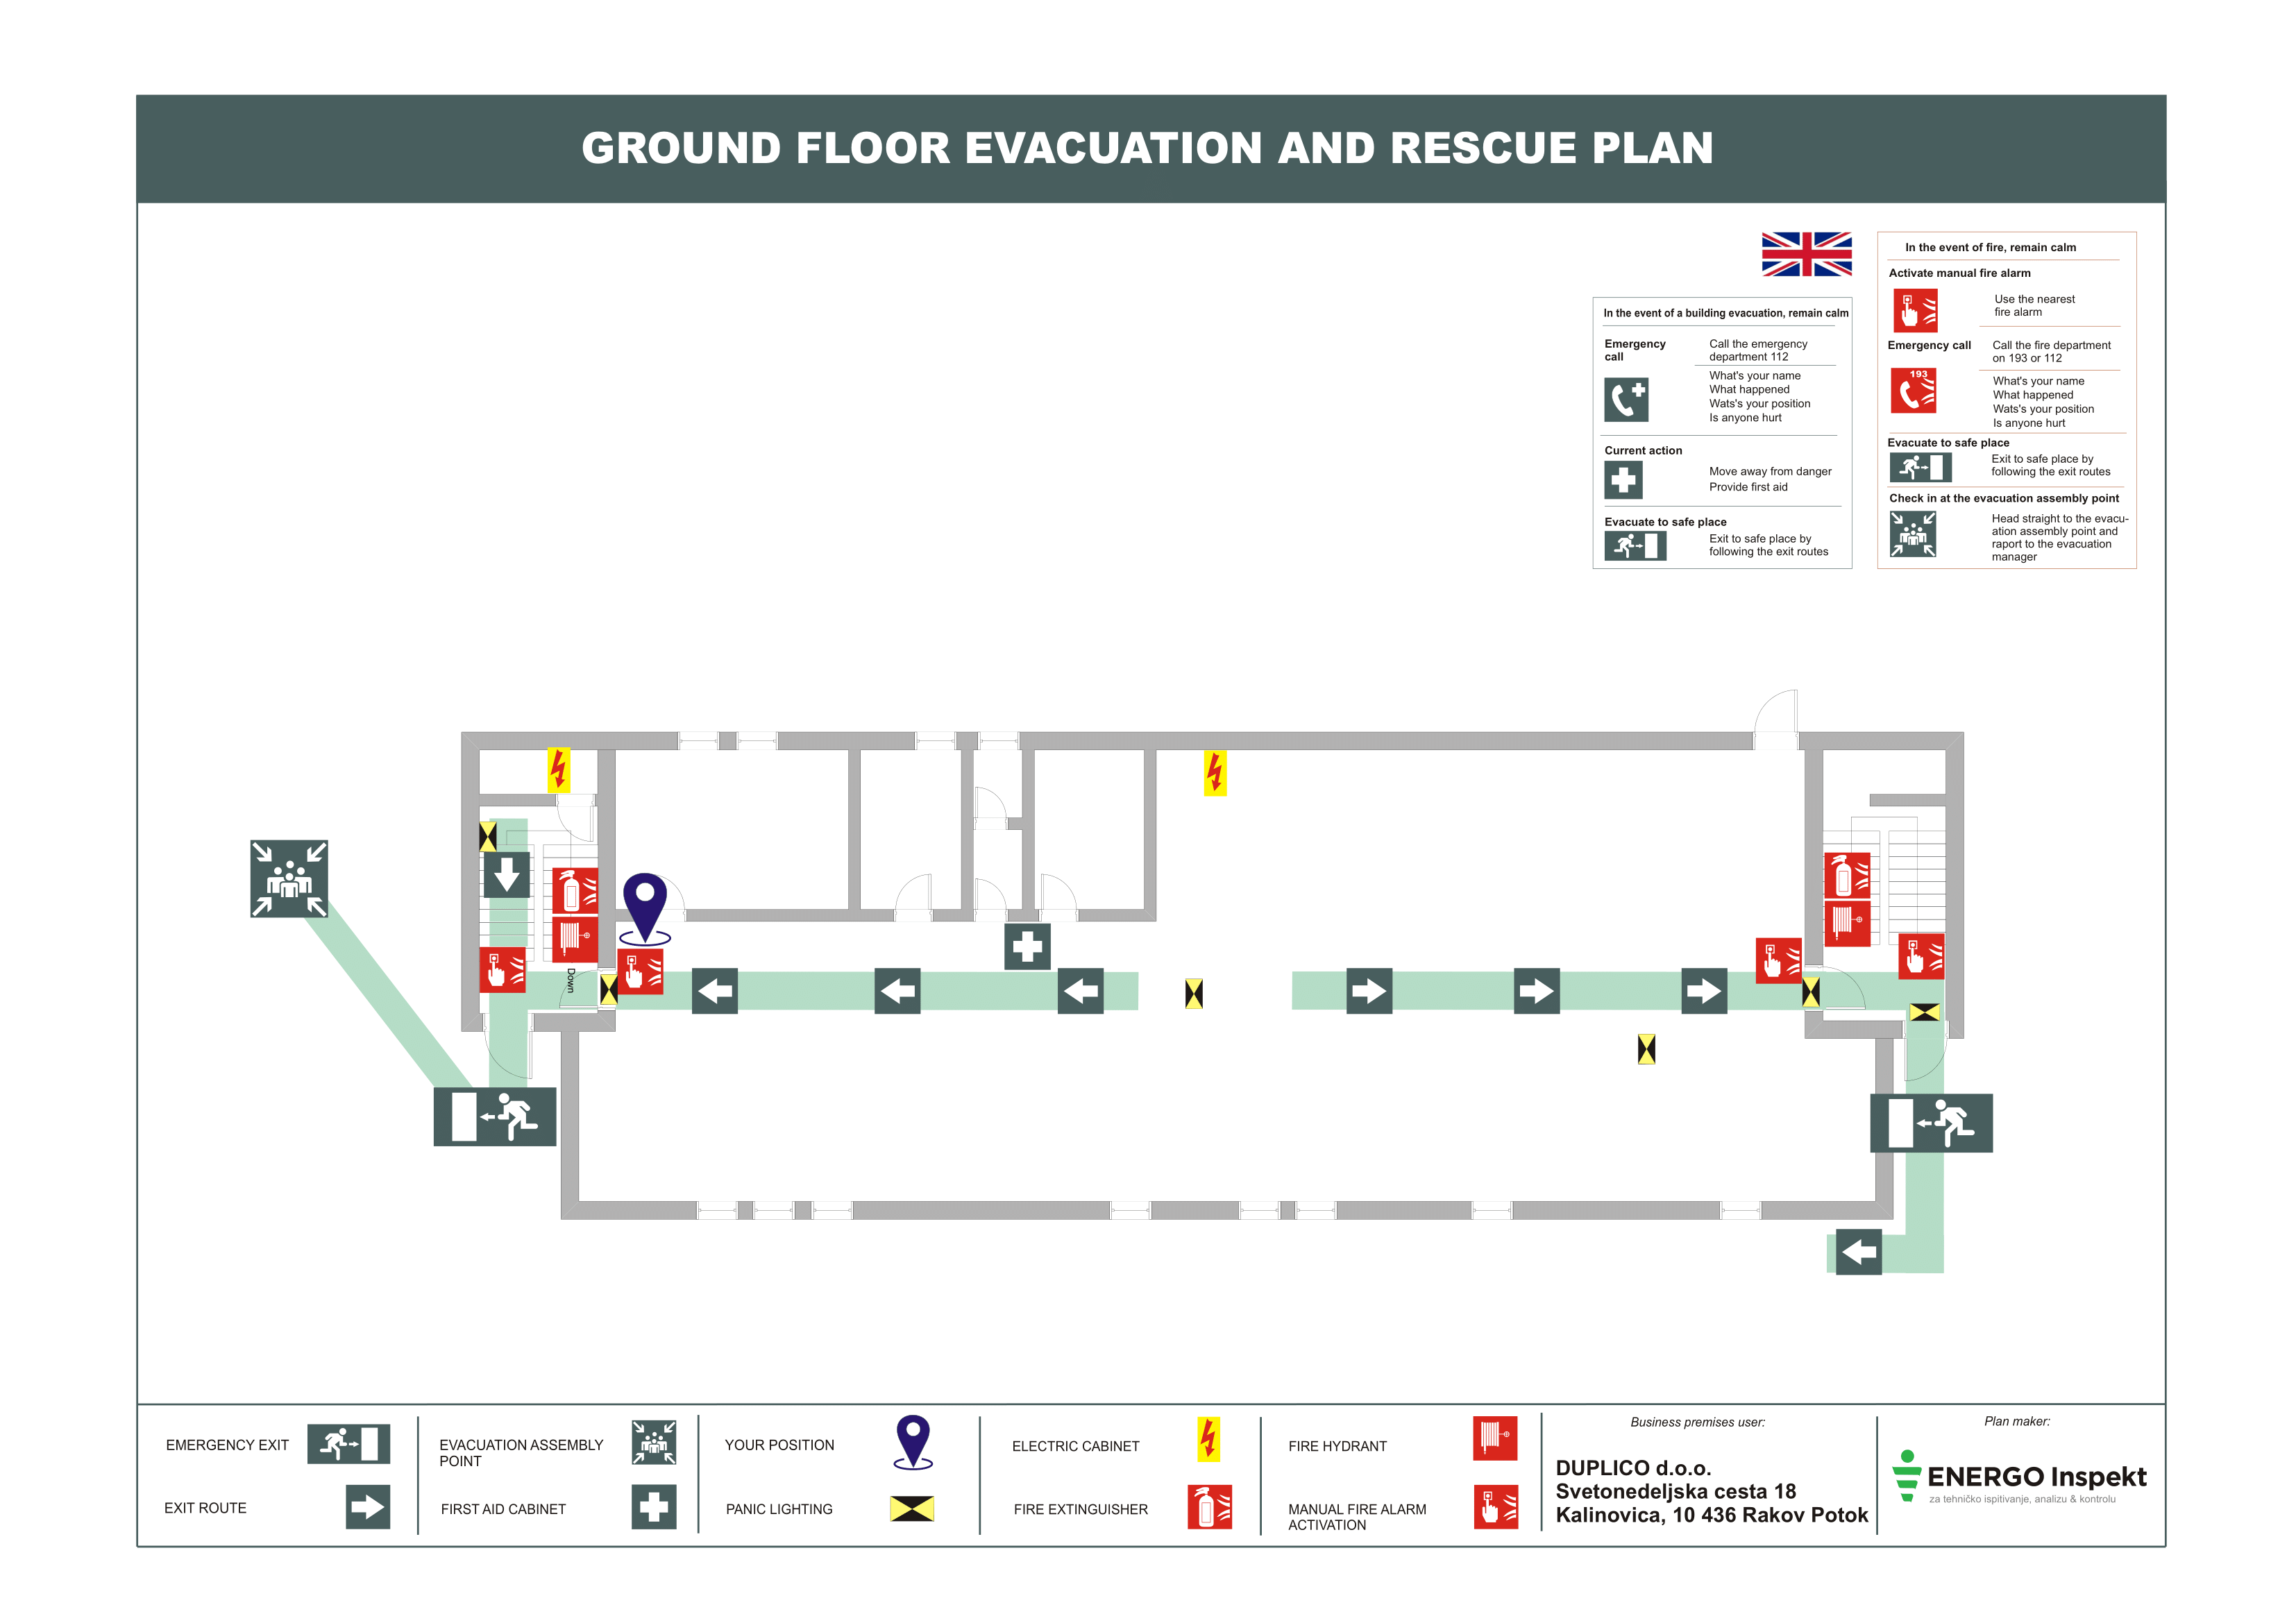 GROUND FLOOR EVACUATION AND RESCUE PLAN
In the event of a building evacuation, remain calm
Emergency
call
Call the emergency
department 112
What's your name
What happened
Wats's your position
Is anyone hurt
Current action
Move away from danger
Provide first aid
Evacuate to safe place
Exit to safe place by
following the exit routes
In the event of fire, remain calm
Activate manual fire alarm
Use the nearest
fire alarm
Emergency call
Call the fire department
on 193 or 112
193
What's your name
What happened
Wats's your position
Is anyone hurt
Evacuate to safe place
Exit to safe place by
following the exit routes
Check in at the evacuation assembly point
Head straight to the evacu-
ation assembly point and
raport to the evacuation
manager
Down
EMERGENCY EXIT
EXIT ROUTE
EVACUATION ASSEMBLY
POINT
FIRST AID CABINET
YOUR POSITION
PANIC LIGHTING
ELECTRIC CABINET
FIRE EXTINGUISHER
FIRE HYDRANT
MANUAL FIRE ALARM
ACTIVATION
Business premises user:
DUPLICO d.o.o.
Svetonedeljska cesta 18
Kalinovica, 10 436 Rakov Potok
Plan maker:
ENERGO Inspekt
za tehničko ispitivanje, analizu & kontrolu